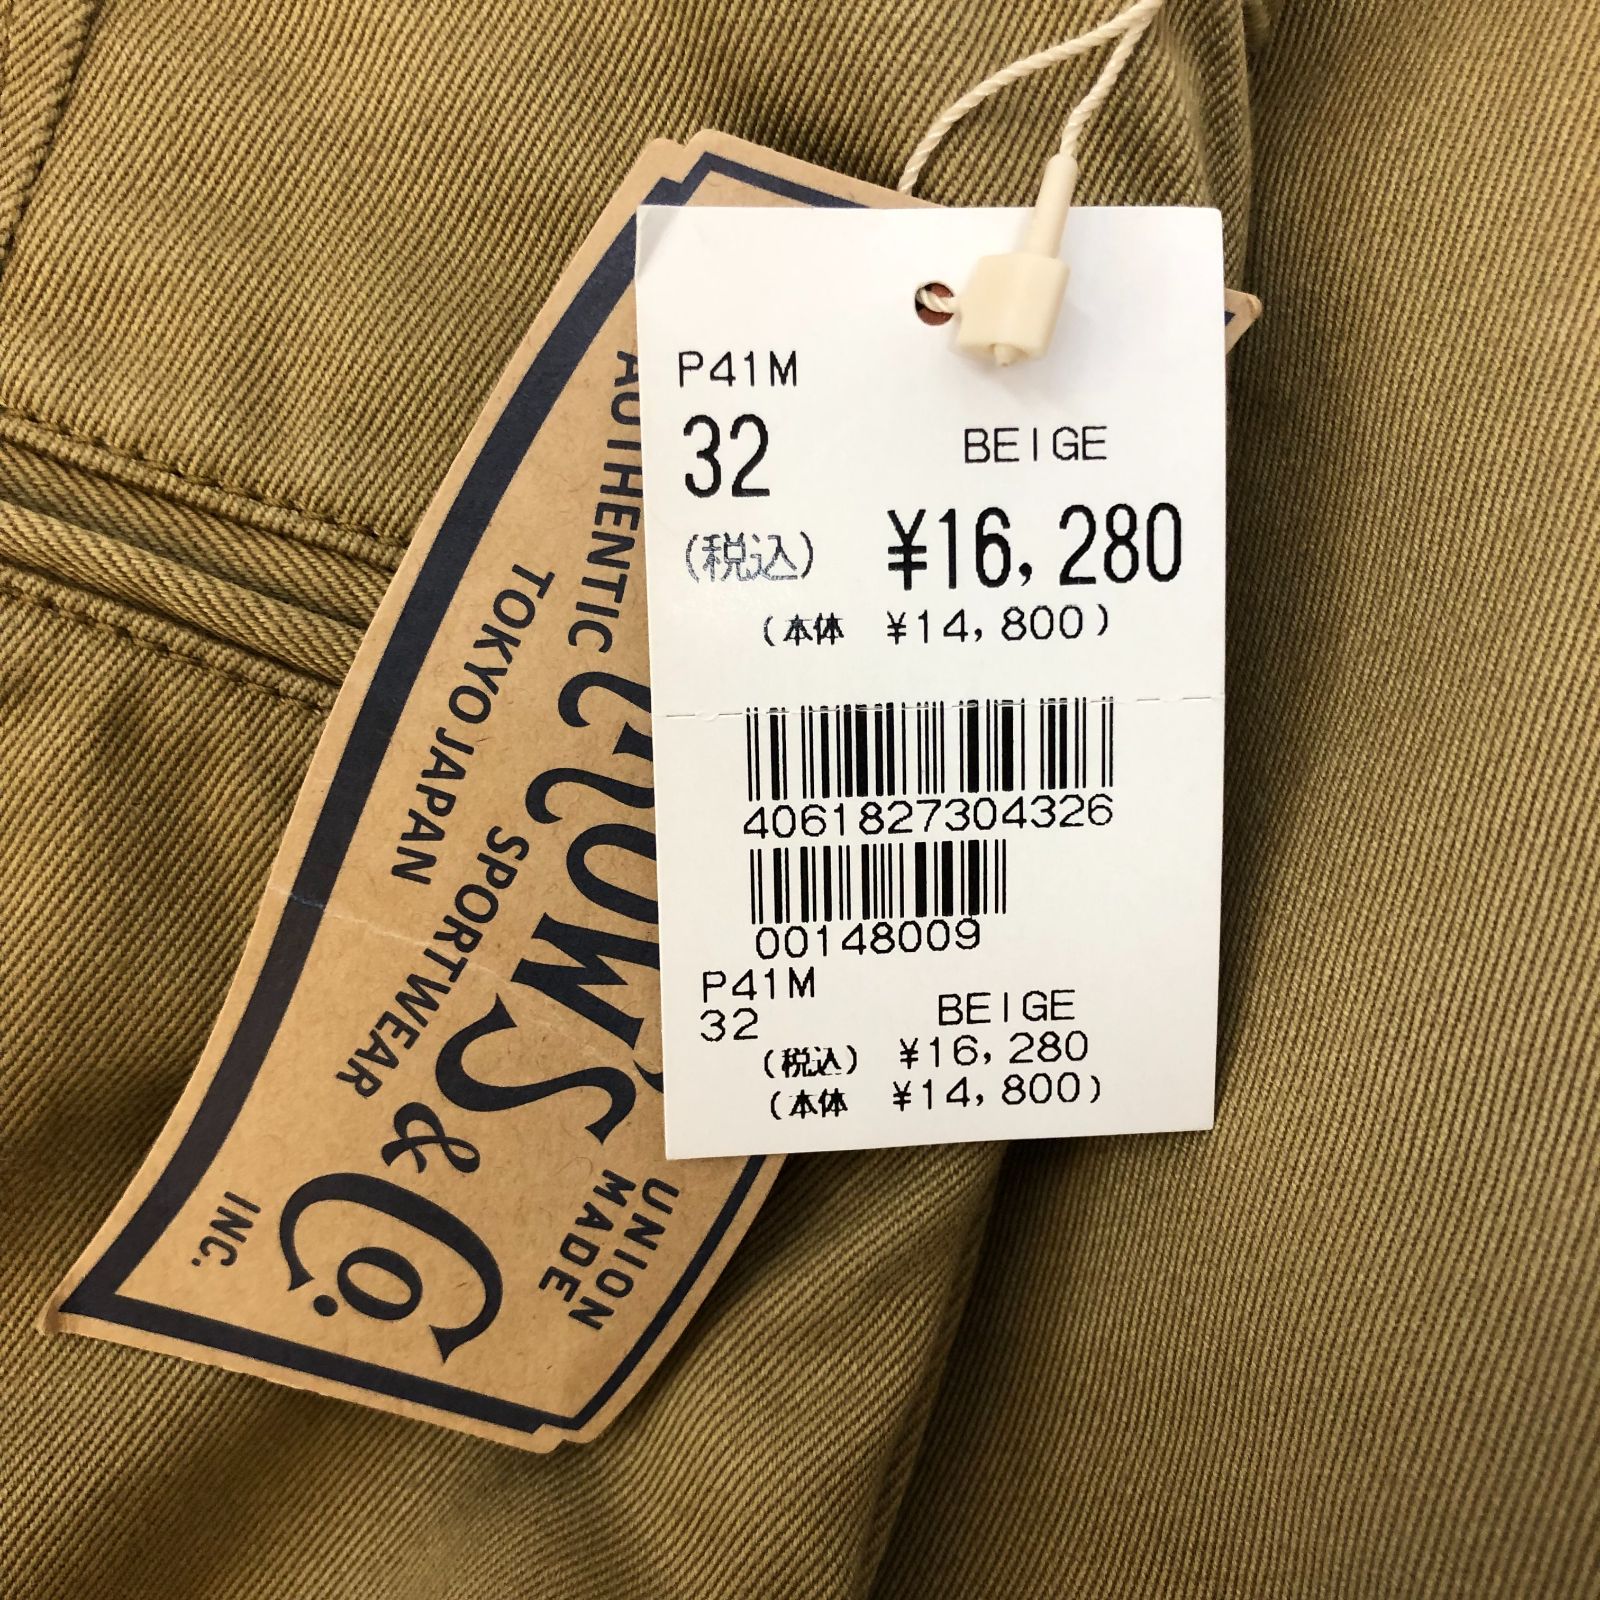 P41M
32 BEIGE
(税込) ¥16,280
(本体 ¥14,800)
4061827304326
00148009
P41M
32 BEIGE
(税込) ¥16,280
(本体 ¥14,800)
AUTHENTIC
TOKYO JAPAN
SPORTWEAR
& Co.
INC.
UNION
MADE